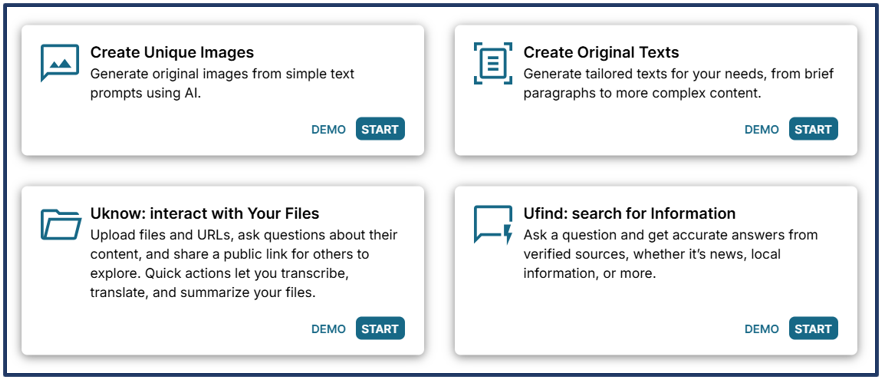 Create Unique Images
Generate original images from simple text
prompts using AI.
DEMO START
Create Original Texts
Generate tailored texts for your needs, from brief
paragraphs to more complex content.
DEMO START
Uknow: interact with Your Files
Upload files and URLs, ask questions about their
content, and share a public link for others to
explore. Quick actions let you transcribe,
translate, and summarize your files.
DEMO START
Ufind: search for Information
Ask a question and get accurate answers from
verified sources, whether it’s news, local
information, or more.
DEMO START